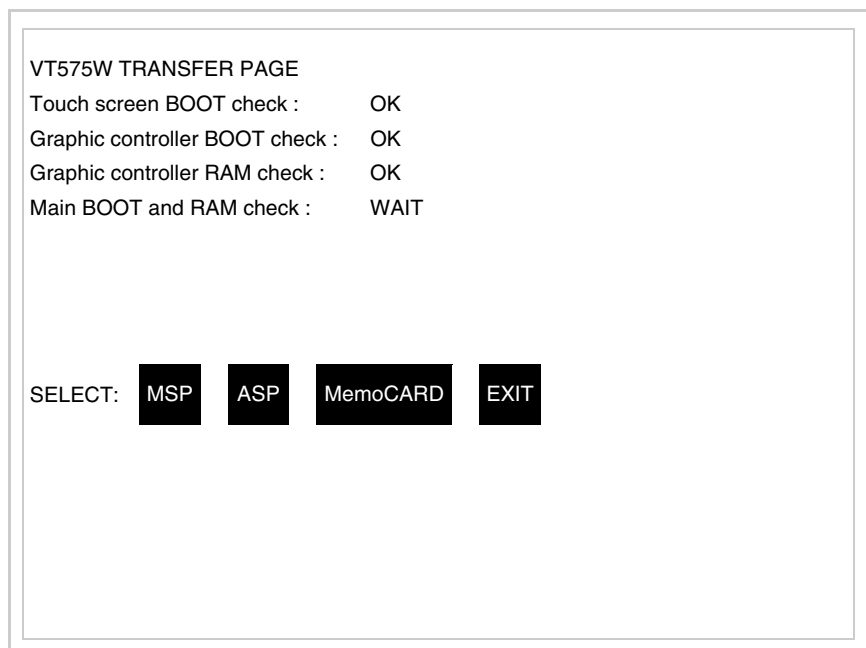 VT575W TRANSFER PAGE
Touch screen BOOT check : OK
Graphic controller BOOT check : OK
Graphic controller RAM check : OK
Main BOOT and RAM check : WAIT
SELECT: MSP ASP MemoCARD EXIT